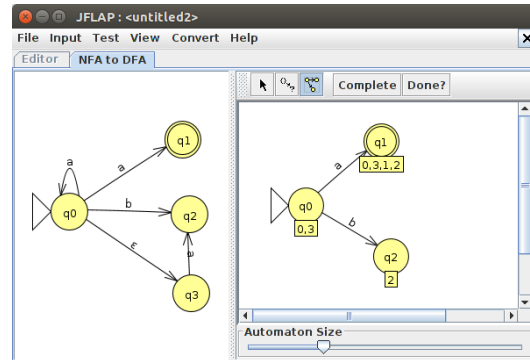 JFLAP : <untitled2>
File Input Test View Convert Help
Editor NFA to DFA
Complete Done?
a
q1
a
q0
b
q2
ε
a
q3
q1
0,3,1,2
a
q0
0,3
b
q2
2
Automaton Size